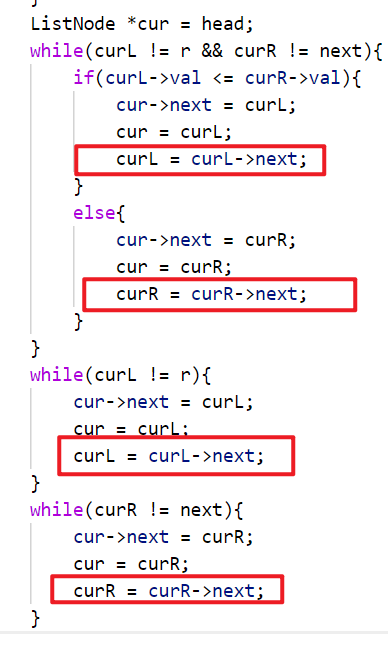 }
ListNode *cur = head;
while(curL != r && curR != next){
    if(curL->val <= curR->val){
        cur->next = curL;
        cur = curL;
        curL = curL->next;
    }
    else{
        cur->next = curR;
        cur = curR;
        curR = curR->next;
    }
}
while(curL != r){
    cur->next = curL;
    cur = curL;
    curL = curL->next;
}
while(curR != next){
    cur->next = curR;
    cur = curR;
    curR = curR->next;
}